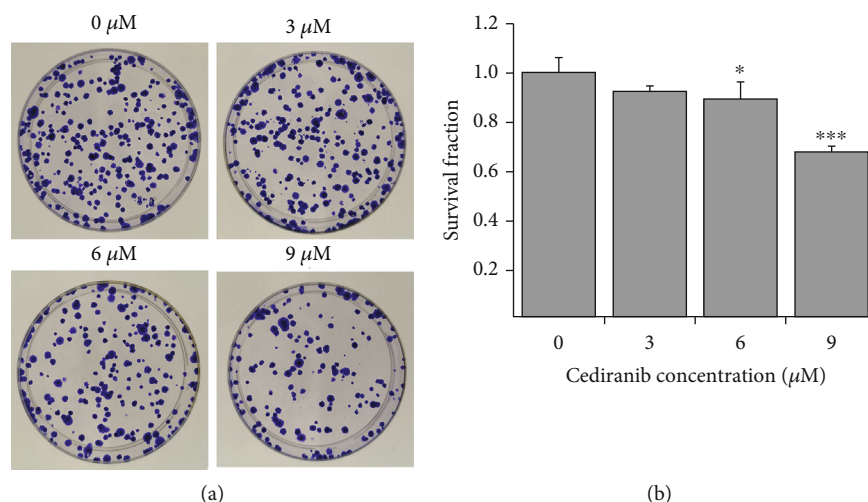 0 μM
3 μM
6 μM
9 μM
(a)
Survival fraction
1.2
1.0
0.8
0.6
0.4
0.2
*
***
0 3 6 9
Cediranib concentration (μM)
(b)